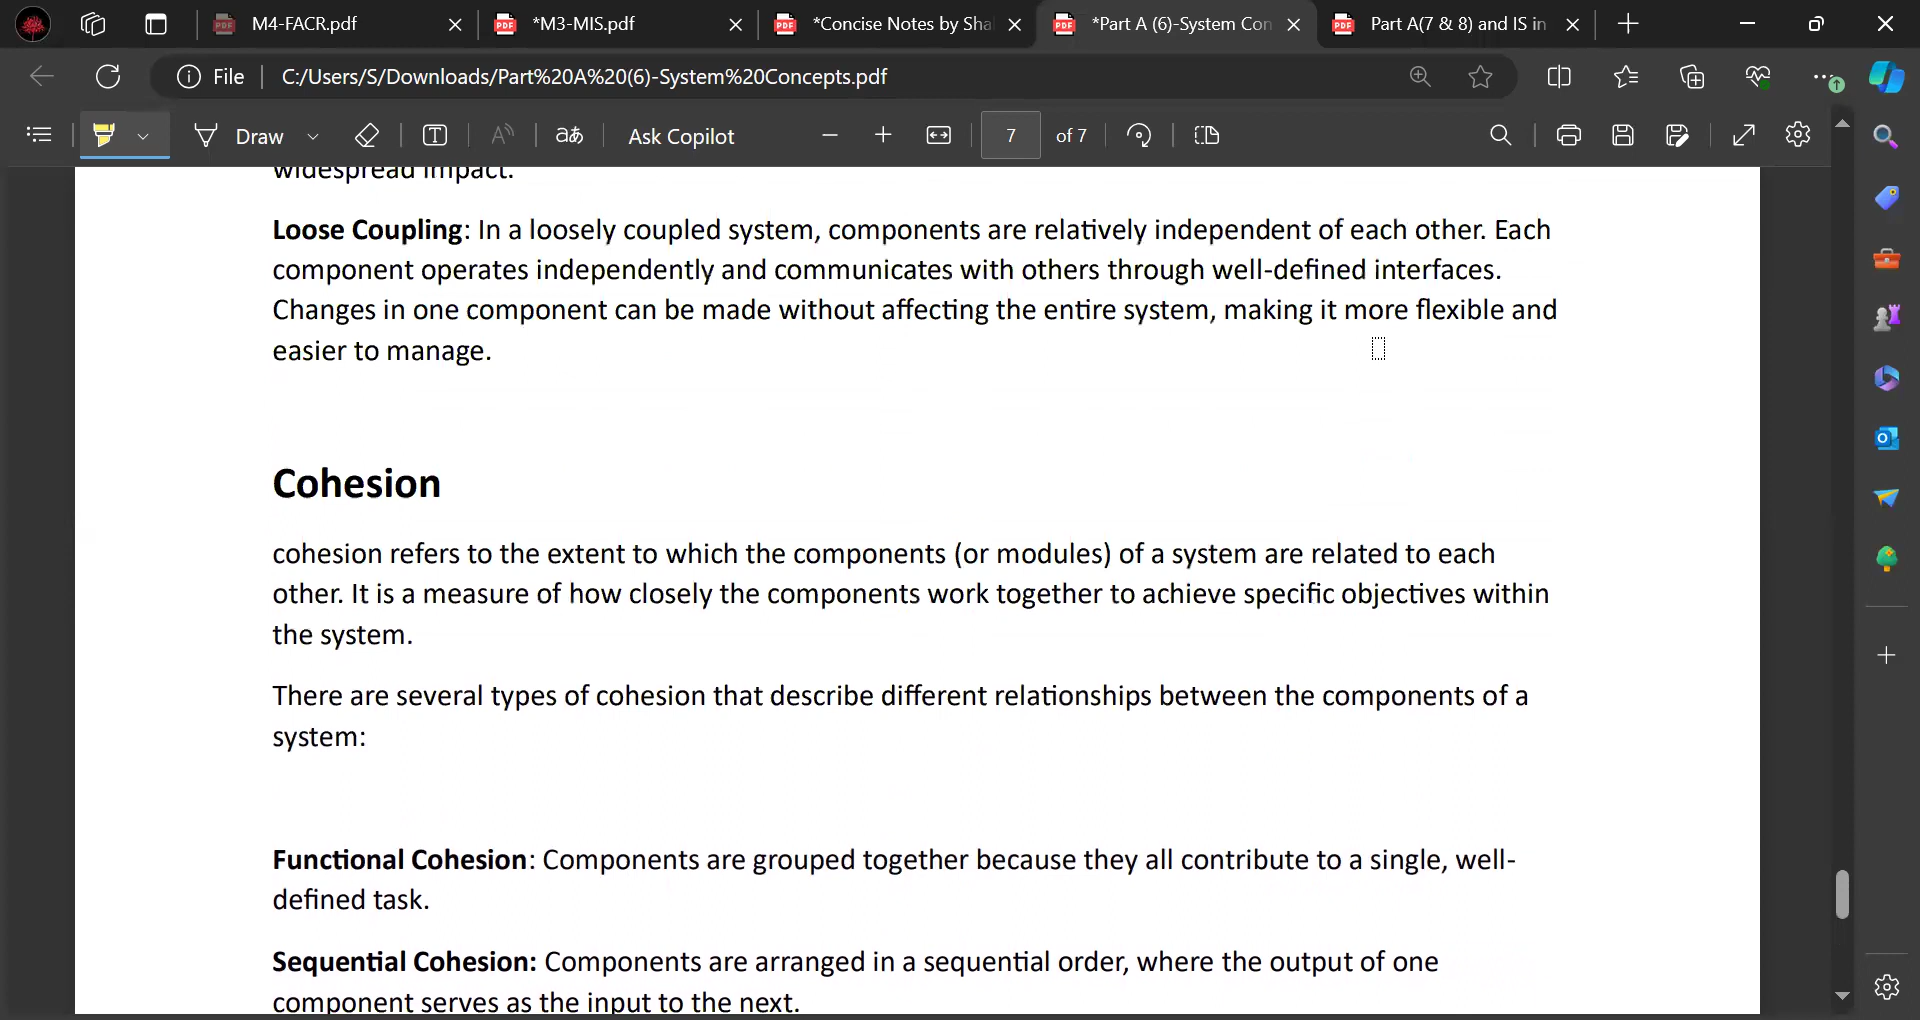 M4-FACR.pdf
*M3-MIS.pdf
*Concise Notes by Sha
*Part A (6)-System Con
Part A(7 & 8) and IS in
File
C:/Users/S/Downloads/Part%20A%20(6)-System%20Concepts.pdf
Draw
aあ
Ask Copilot
7
of 7
widespread impact.
Loose Coupling: In a loosely coupled system, components are relatively independent of each other. Each
component operates independently and communicates with others through well-defined interfaces.
Changes in one component can be made without affecting the entire system, making it more flexible and
easier to manage.
Cohesion
cohesion refers to the extent to which the components (or modules) of a system are related to each
other. It is a measure of how closely the components work together to achieve specific objectives within
the system.
There are several types of cohesion that describe different relationships between the components of a
system:
Functional Cohesion: Components are grouped together because they all contribute to a single, well-
defined task.
Sequential Cohesion: Components are arranged in a sequential order, where the output of one
component serves as the input to the next.